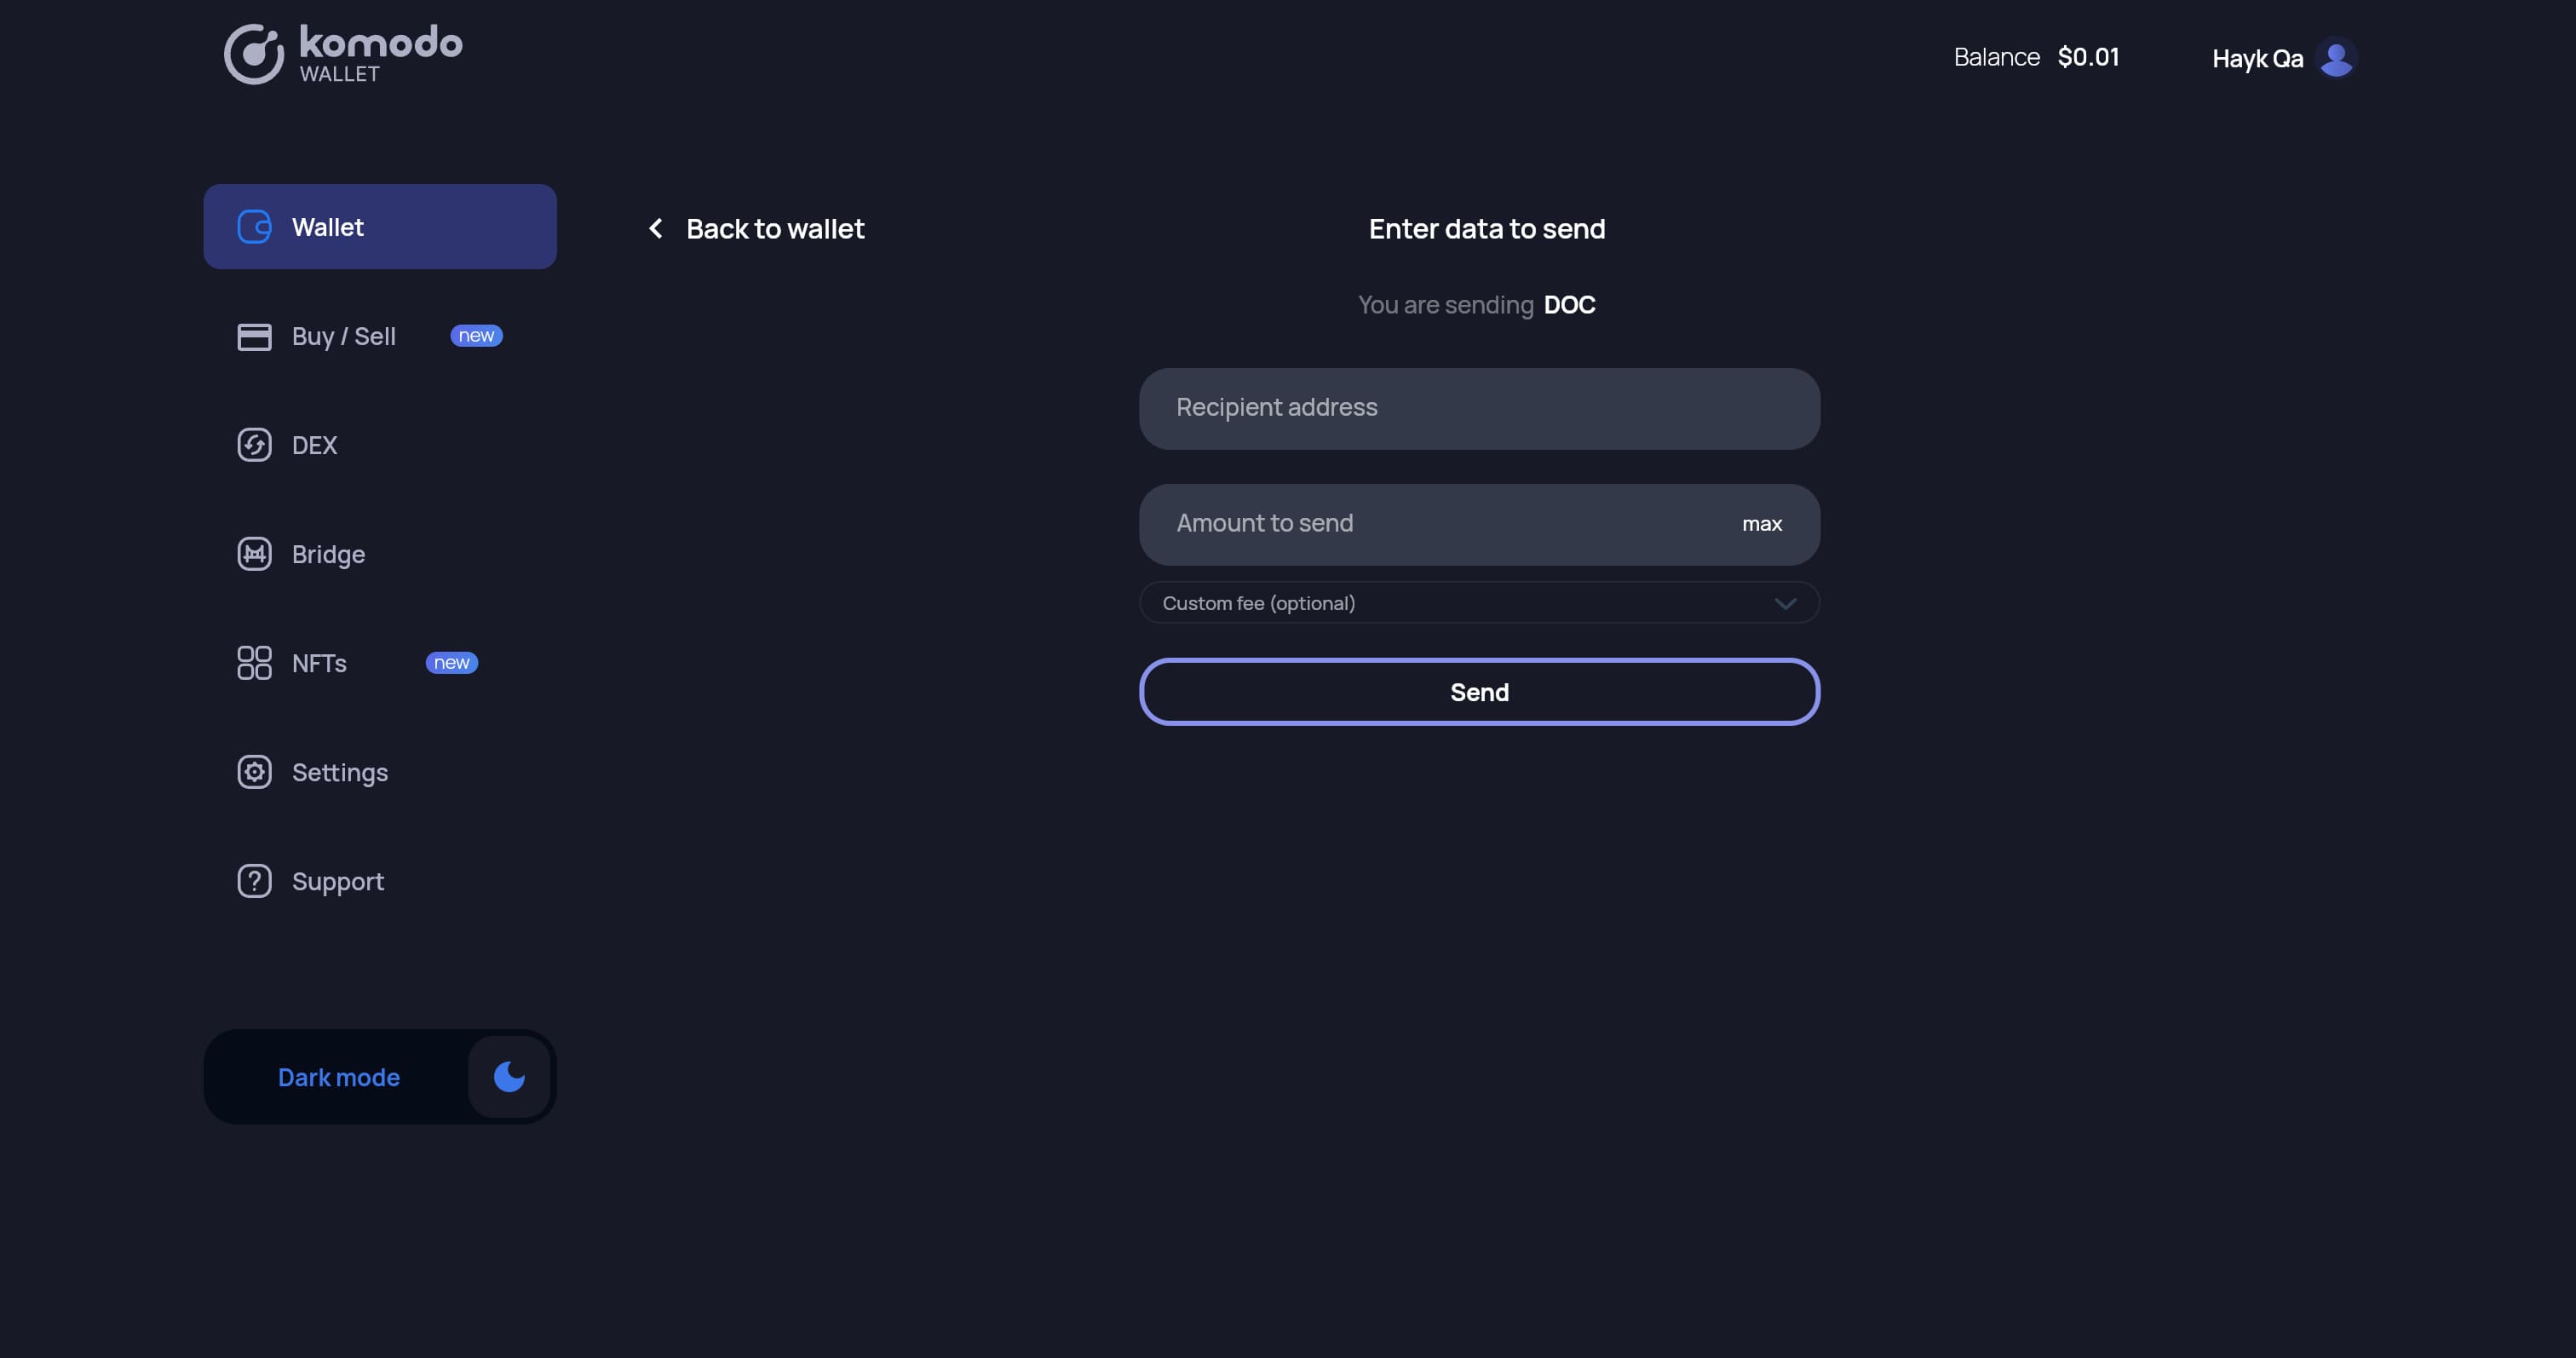 komodo
WALLET
Balance $0.01
Hayk Qa
Wallet
Buy / Sell new
DEX
Bridge
NFTs new
Settings
Support
Dark mode
Back to wallet
Enter data to send
You are sending DOC
Recipient address
Amount to send max
Custom fee (optional)
Send